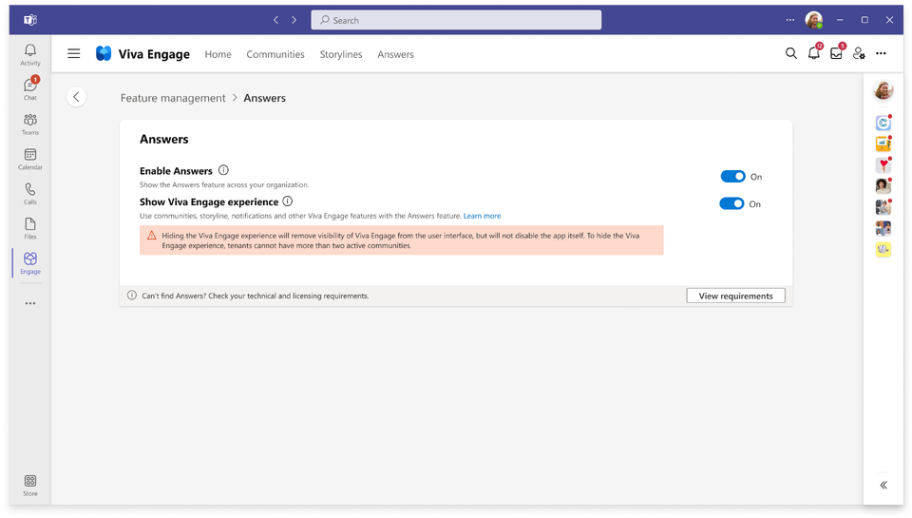 Search
Activity
1
Chat
Teams
Calendar
Calls
Files
Engage
Store
Viva Engage
Home
Communities
Storylines
Answers
12
5
Feature management > Answers
Answers
Enable Answers
On
Show the Answers feature across your organization.
Show Viva Engage experience
On
Use communities, storyline, notifications and other Viva Engage features with the Answers feature. Learn more
Hiding the Viva Engage experience will remove visibility of Viva Engage from the user interface, but will not disable the app itself. To hide the Viva
Engage experience, tenants cannot have more than two active communities.
Can't find Answers? Check your technical and licensing requirements.
View requirements